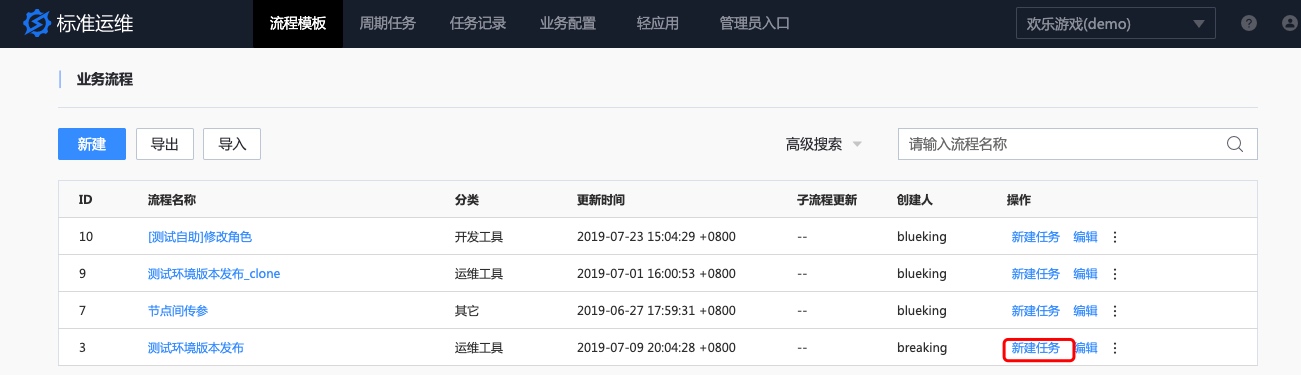 标准运维 流程模板 周期任务 任务记录 业务配置 轻应用 管理员入口 欢乐游戏(demo) ?
业务流程
新建 导出 导入 高级搜索 请输入流程名称
ID 流程名称 分类 更新时间 子流程更新 创建人 操作
10 [测试自助]修改角色 开发工具 2019-07-23 15:04:29 +0800 -- blueking 新建任务 编辑
9 测试环境版本发布_clone 运维工具 2019-07-01 16:00:53 +0800 -- blueking 新建任务 编辑
7 节点间传参 其它 2019-06-27 17:59:31 +0800 -- blueking 新建任务 编辑
3 测试环境版本发布 运维工具 2019-07-09 20:04:28 +0800 -- breaking 新建任务 编辑